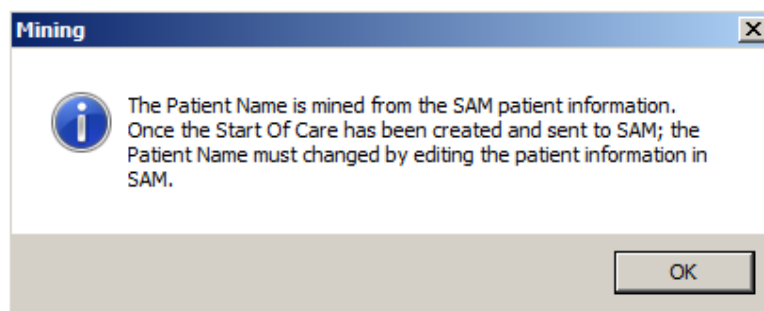 Mining
The Patient Name is mined from the SAM patient information.
Once the Start Of Care has been created and sent to SAM; the
Patient Name must changed by editing the patient information in
SAM.
OK